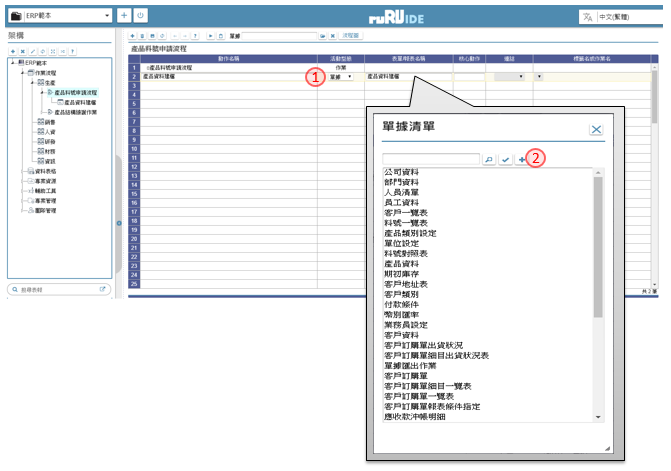 ERP範本
ruRUIDE
中文(繁體)
架構
單據
流程圖
產品料號申請流程
動作名稱
活動型態
表單/報表名稱
核心動作
連結
標籤名或作業名
1
產品料號申請流程
作業
2
產品資料建檔
單據
產品資料建檔
3
4
5
6
7
8
9
10
11
12
13
14
15
16
17
18
19
20
21
22
23
24
25
共2筆
ERP範本
作業流程
生產
產品料號申請流程
產品資料建檔
產品結構維護作業
銷售
人資
研發
財務
資訊
資料表格
專案資源
輔助工具
專案管理
團隊管理
搜尋表程
1
單據清單
2
公司資料
部門資料
人員清單
員工資料
客戶一覽表
料號一覽表
產品類別設定
單位設定
料號對照表
產品資料
期初庫存
客戶地址表
客戶類別
付款條件
幣別匯率
業務員設定
客戶資料
客戶訂購單出貨狀況
客戶訂購單細目出貨狀況表
單據匯出作業
客戶訂購單
客戶訂購單細目一覽表
客戶訂購單一覽表
客戶訂購單報表條件指定
應收款沖帳明細